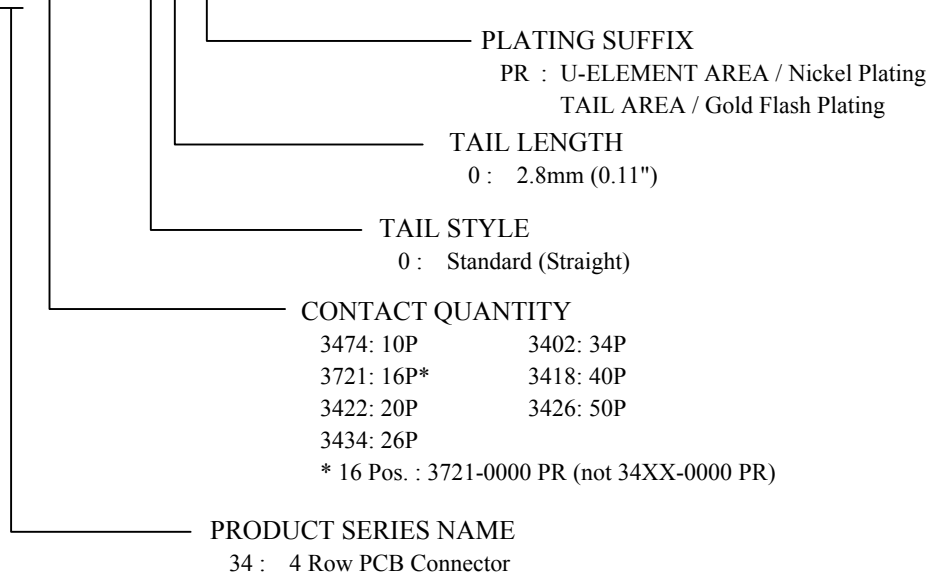 PLATING SUFFIX
PR : U-ELEMENT AREA / Nickel Plating
TAIL AREA / Gold Flash Plating
TAIL LENGTH
0 : 2.8mm (0.11")
TAIL STYLE
0 : Standard (Straight)
CONTACT QUANTITY
3474: 10P 3402: 34P
3721: 16P* 3418: 40P
3422: 20P 3426: 50P
3434: 26P
* 16 Pos. : 3721-0000 PR (not 34XX-0000 PR)
PRODUCT SERIES NAME
34 : 4 Row PCB Connector